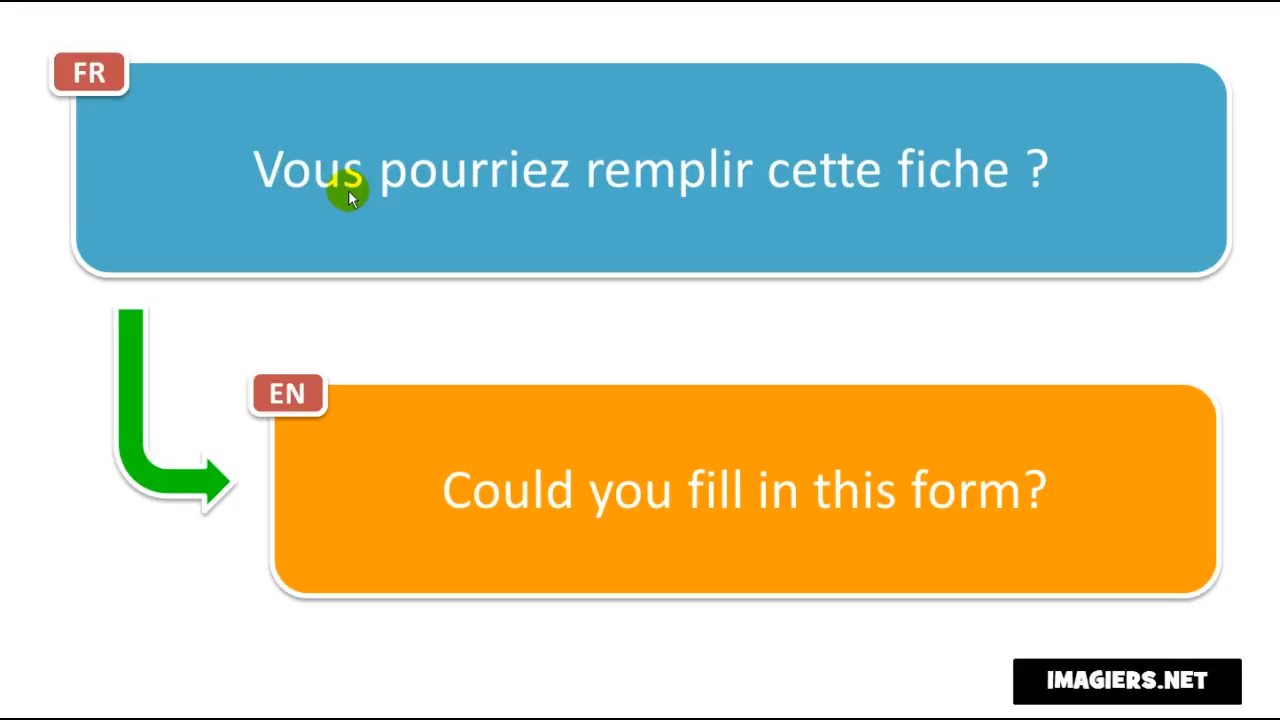 FR
Vous pourriez remplir cette fiche ?
EN
Could you fill in this form?
IMAGIERS.NET